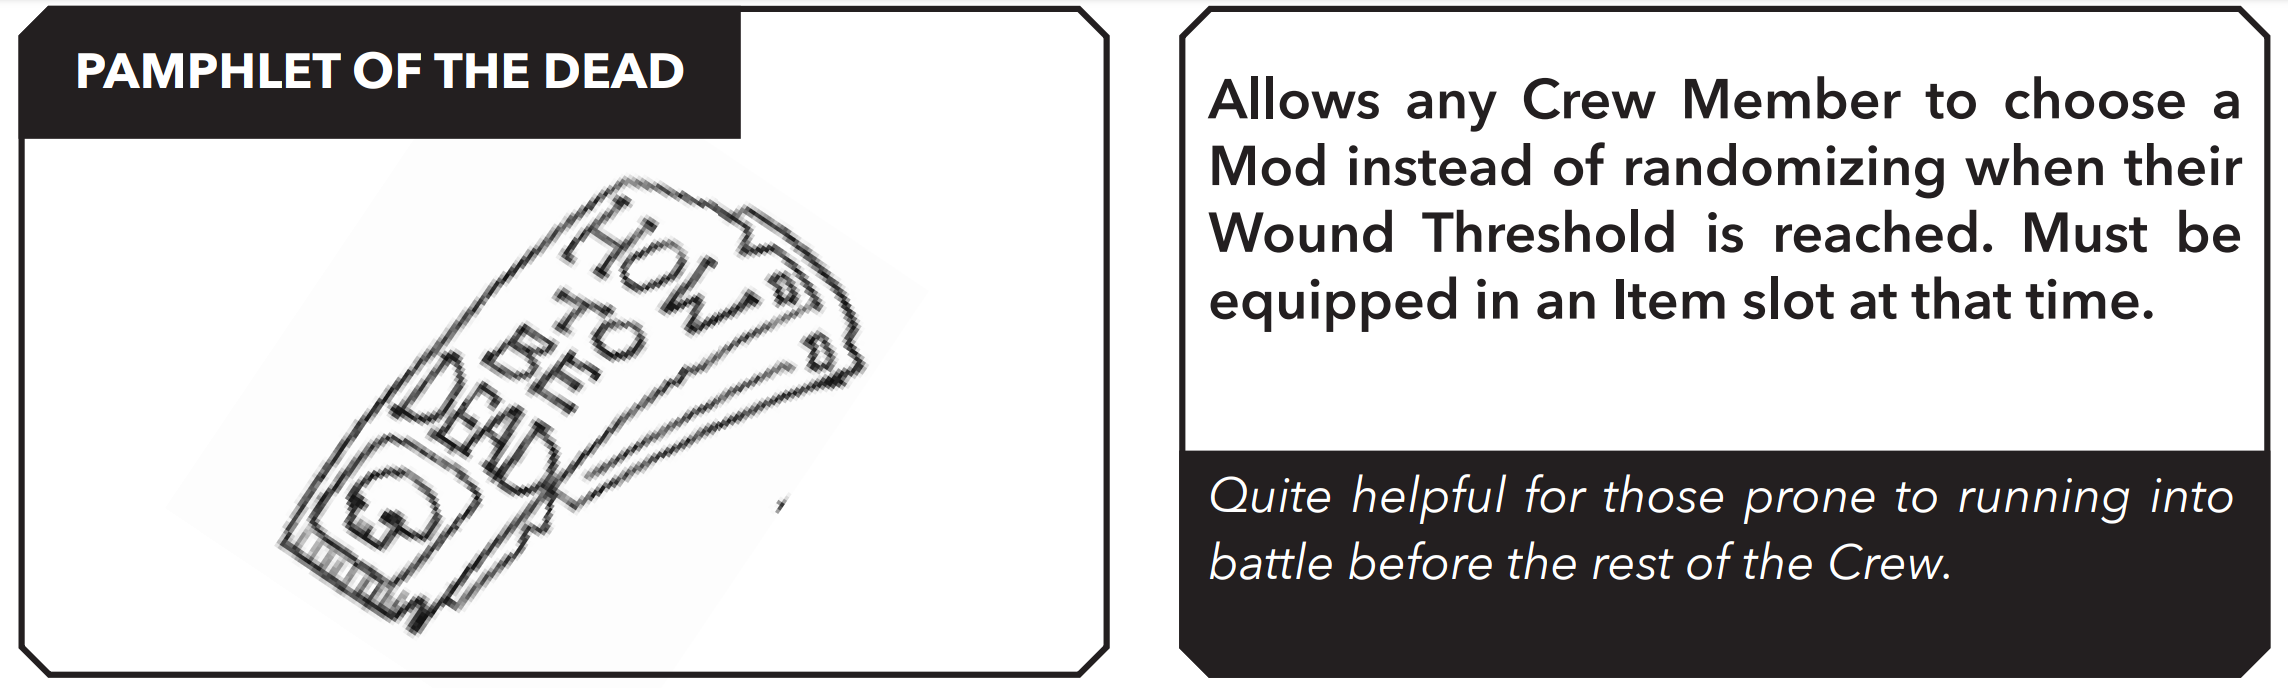 PAMPHLET OF THE DEAD
HOW
TO
BE
DEAD
Allows any Crew Member to choose a
Mod instead of randomizing when their
Wound Threshold is reached. Must be
equipped in an Item slot at that time.
Quite helpful for those prone to running into
battle before the rest of the Crew.